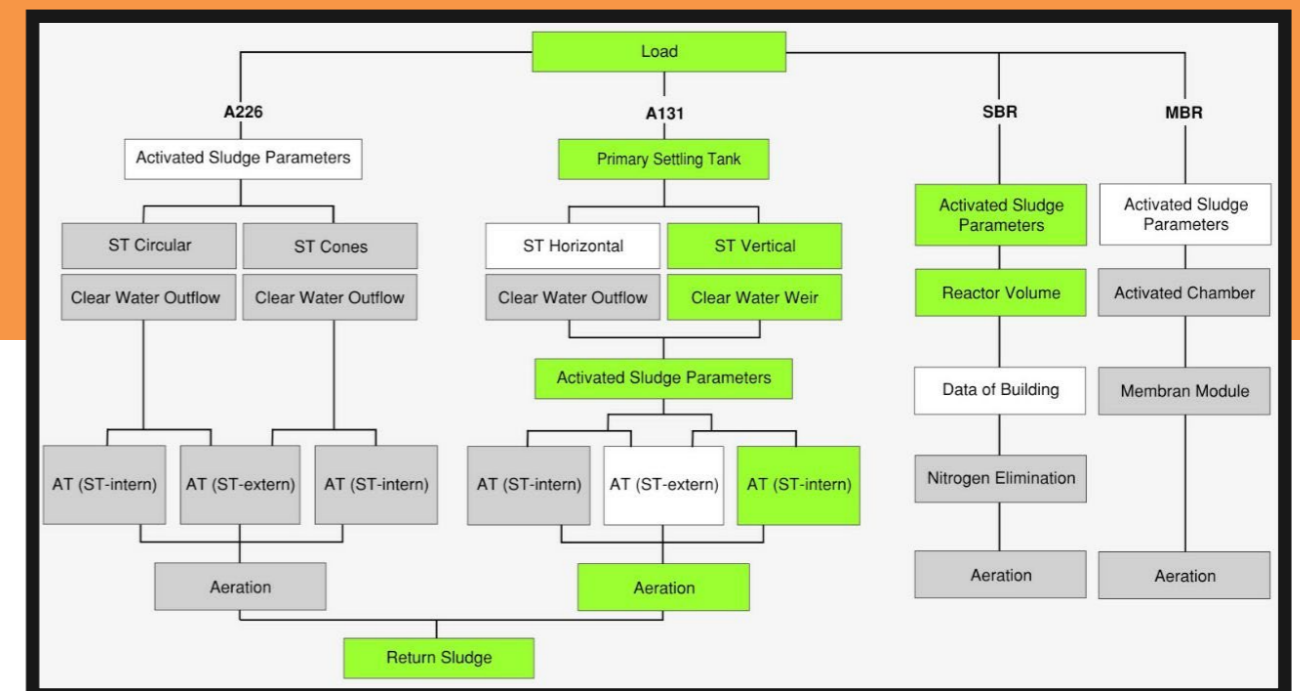 Load
A226
A131
SBR
MBR
Activated Sludge Parameters
Primary Settling Tank
Activated Sludge
Parameters
Activated Sludge
Parameters
ST Circular
ST Cones
ST Horizontal
ST Vertical
Clear Water Outflow
Clear Water Outflow
Clear Water Outflow
Clear Water Weir
Reactor Volume
Activated Chamber
Activated Sludge Parameters
Data of Building
Membran Module
AT (ST-intern)
AT (ST-extern)
AT (ST-intern)
AT (ST-intern)
AT (ST-extern)
AT (ST-intern)
Nitrogen Elimination
Aeration
Aeration
Aeration
Aeration
Return Sludge